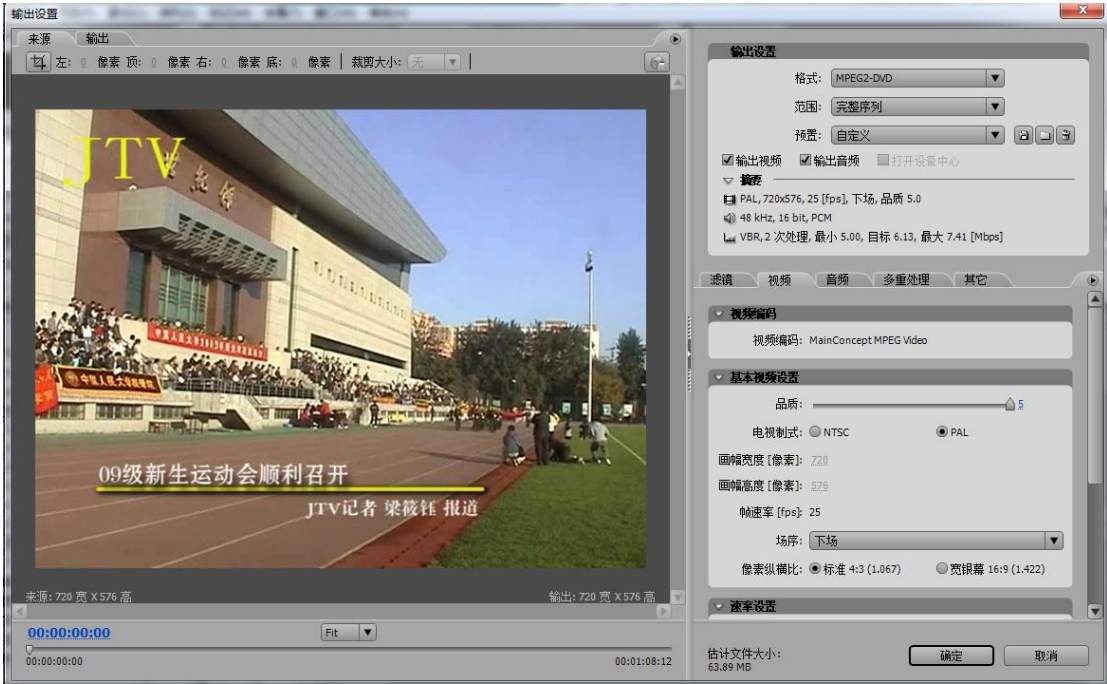 输出设置
来源 输出
左: 0 像素 顶: 0 像素 右: 0 像素 底: 0 像素 | 裁剪大小: 无
JTV
世纪馆
09级新生运动会顺利召开
JTV记者 梁筱钰 报道
来源: 720 宽 X 576 高 输出: 720 宽 X 576 高
00:00:00:00 Fit
00:00:00:00 00:01:08:12
输出设置
格式: MPEG2-DVD
范围: 完整序列
预置: 自定义
输出视频 输出音频 打开设备中心
摘要
PAL, 720x576, 25 [fps], 下场, 品质 5.0
48 kHz, 16 bit, PCM
VBR, 2 次处理, 最小 5.00, 目标 6.13, 最大 7.41 [Mbps]
滤镜 视频 音频 多重处理 其它
视频编码
视频编码: MainConcept MPEG Video
基本视频设置
品质: 5
电视制式: NTSC PAL
画幅宽度 [像素]: 720
画幅高度 [像素]: 576
帧速率 [fps]: 25
场序: 下场
像素纵横比: 标准 4:3 (1.067) 宽银幕 16:9 (1.422)
速率设置
估计文件大小:
63.89 MB
确定 取消